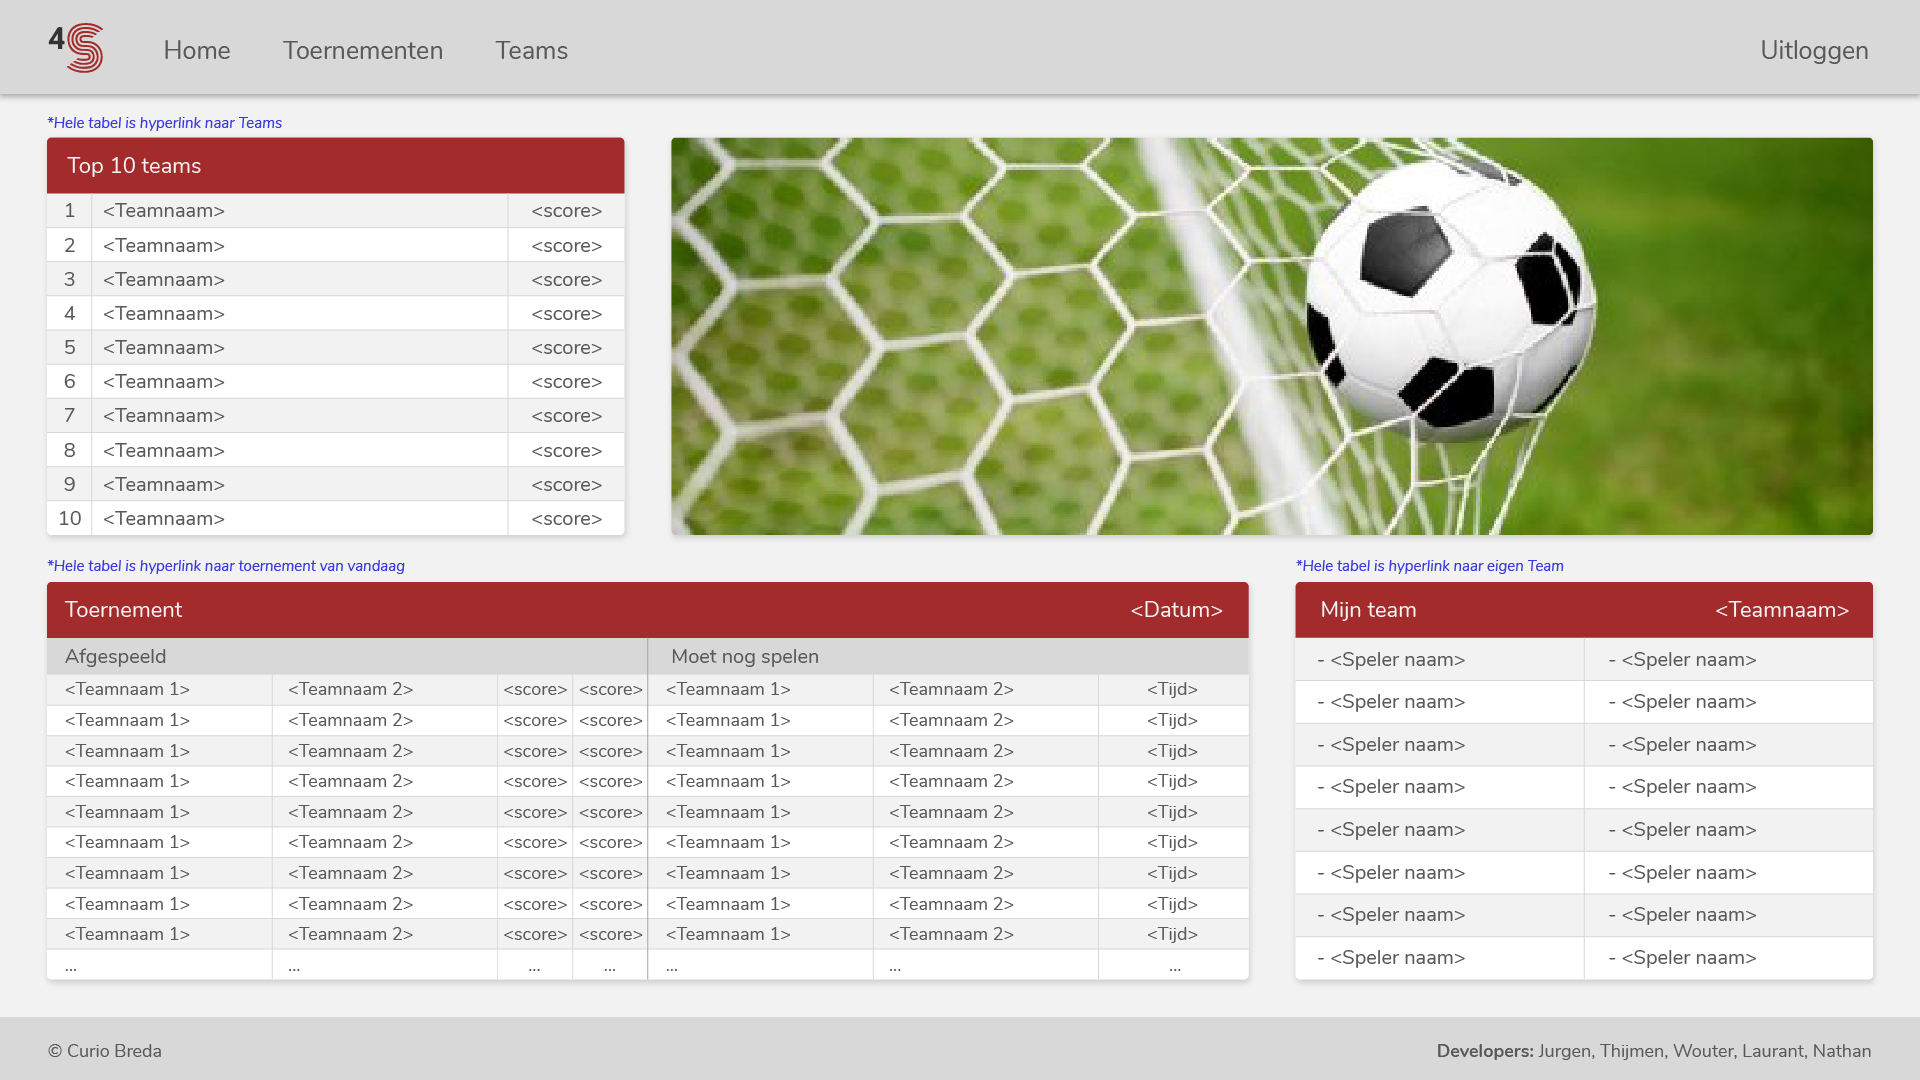 4S Home Toernementen Teams Uitloggen
*Hele tabel is hyperlink naar Teams
Top 10 teams
1 <Teamnaam> <score>
2 <Teamnaam> <score>
3 <Teamnaam> <score>
4 <Teamnaam> <score>
5 <Teamnaam> <score>
6 <Teamnaam> <score>
7 <Teamnaam> <score>
8 <Teamnaam> <score>
9 <Teamnaam> <score>
10 <Teamnaam> <score>
*Hele tabel is hyperlink naar toernement van vandaag
Toernement <Datum>
Afgespeeld Moet nog spelen
<Teamnaam 1> <Teamnaam 2> <score> <score> <Teamnaam 1> <Teamnaam 2> <Tijd>
<Teamnaam 1> <Teamnaam 2> <score> <score> <Teamnaam 1> <Teamnaam 2> <Tijd>
<Teamnaam 1> <Teamnaam 2> <score> <score> <Teamnaam 1> <Teamnaam 2> <Tijd>
<Teamnaam 1> <Teamnaam 2> <score> <score> <Teamnaam 1> <Teamnaam 2> <Tijd>
<Teamnaam 1> <Teamnaam 2> <score> <score> <Teamnaam 1> <Teamnaam 2> <Tijd>
<Teamnaam 1> <Teamnaam 2> <score> <score> <Teamnaam 1> <Teamnaam 2> <Tijd>
<Teamnaam 1> <Teamnaam 2> <score> <score> <Teamnaam 1> <Teamnaam 2> <Tijd>
<Teamnaam 1> <Teamnaam 2> <score> <score> <Teamnaam 1> <Teamnaam 2> <Tijd>
<Teamnaam 1> <Teamnaam 2> <score> <score> <Teamnaam 1> <Teamnaam 2> <Tijd>
... ... ... ... ... ... ...
*Hele tabel is hyperlink naar eigen Team
Mijn team <Teamnaam>
- <Speler naam> - <Speler naam>
- <Speler naam> - <Speler naam>
- <Speler naam> - <Speler naam>
- <Speler naam> - <Speler naam>
- <Speler naam> - <Speler naam>
- <Speler naam> - <Speler naam>
- <Speler naam> - <Speler naam>
- <Speler naam> - <Speler naam>
© Curio Breda Developers: Jurgen, Thijmen, Wouter, Laurant, Nathan